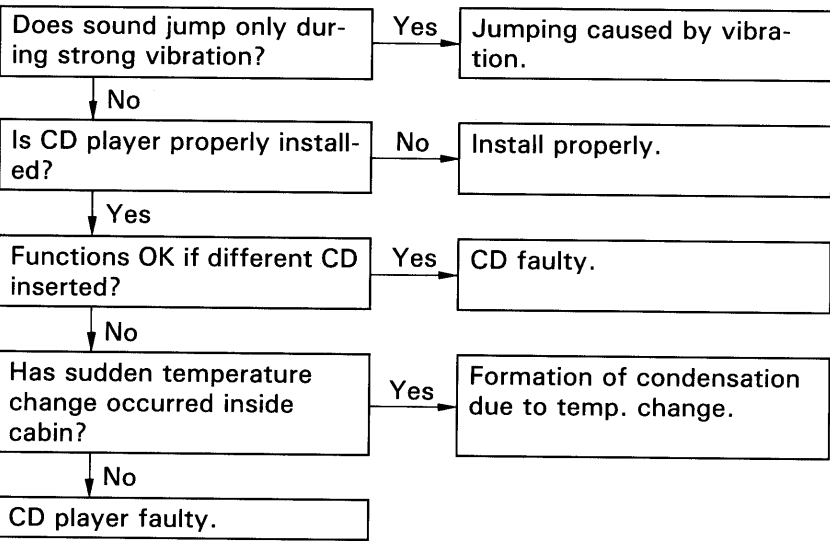 Does sound jump only dur-
ing strong vibration?
Yes
Jumping caused by vibra-
tion.
No
Is CD player properly install-
ed?
No
Install properly.
Yes
Functions OK if different CD
inserted?
Yes
CD faulty.
No
Has sudden temperature
change occurred inside
cabin?
Yes
Formation of condensation
due to temp. change.
No
CD player faulty.